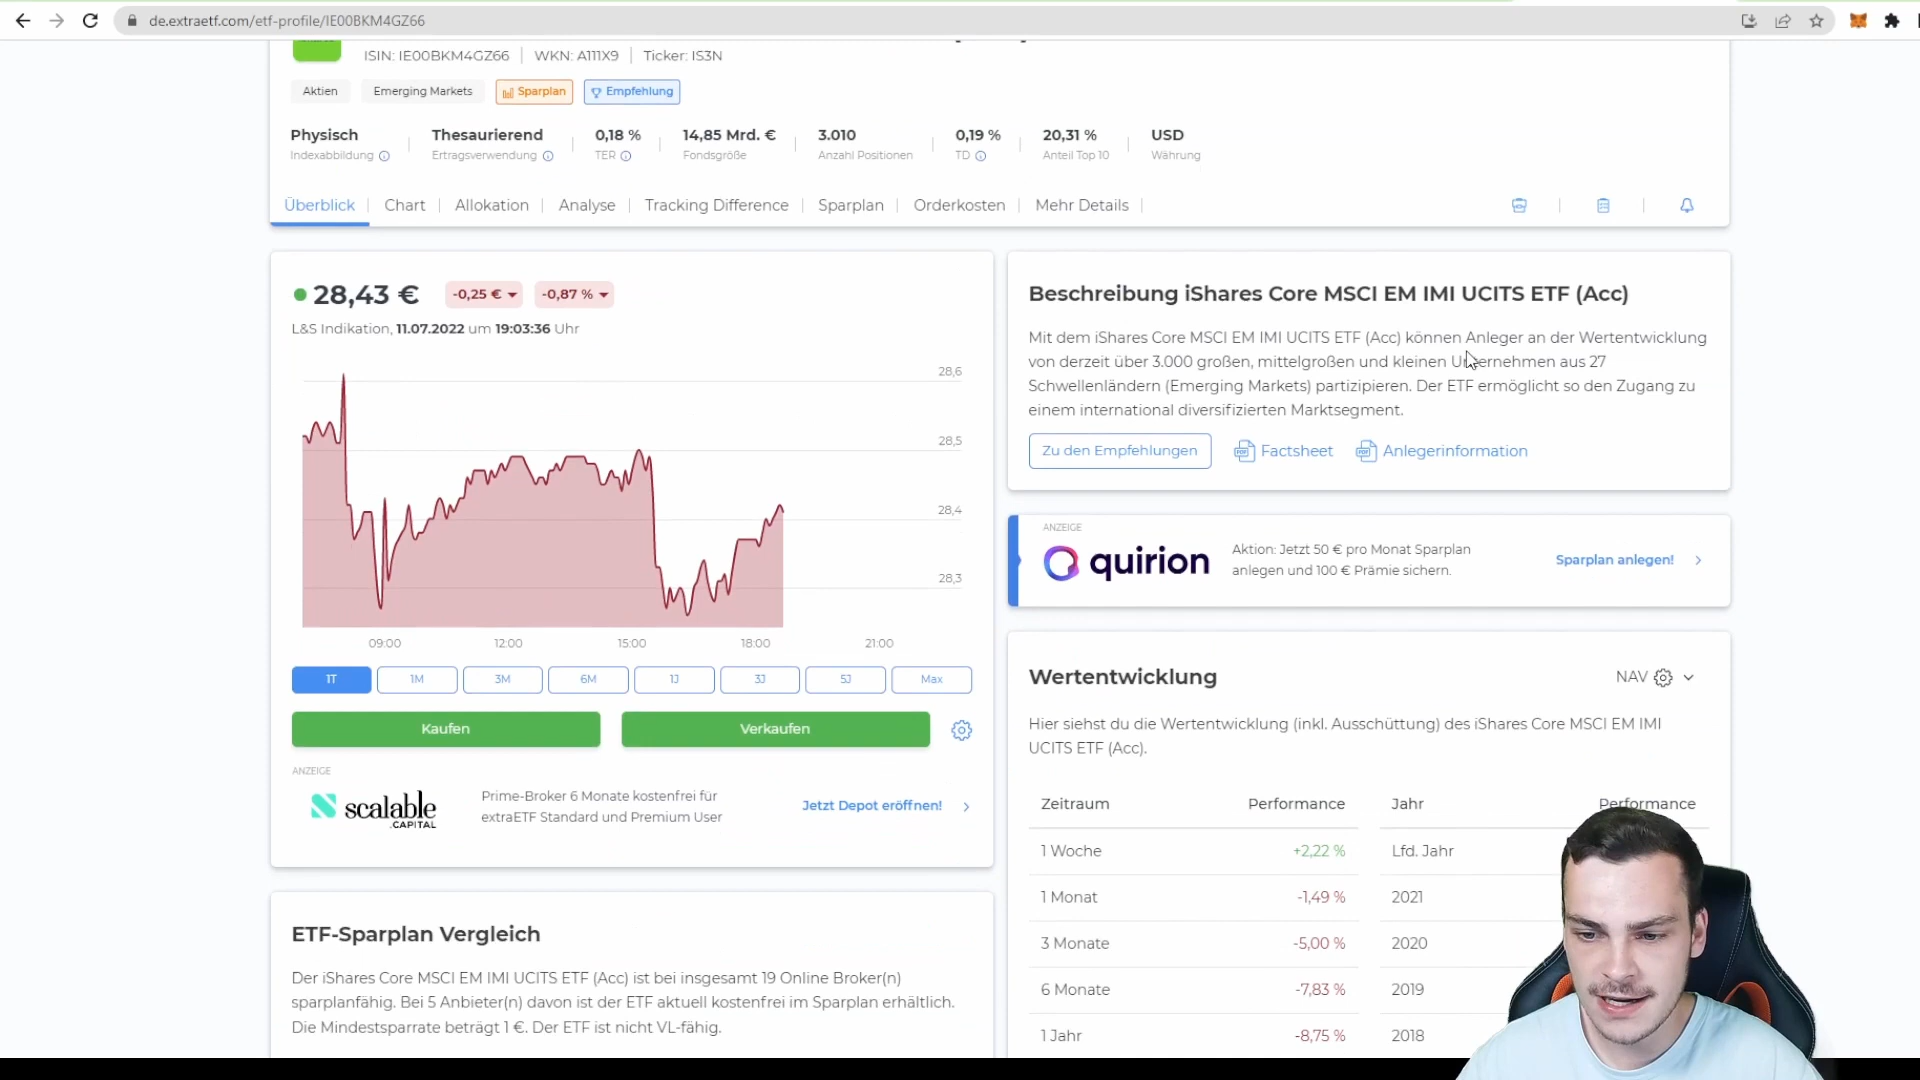 de.extraetf.com/etf-profile/IE00BKM4GZ66
ISIN: IE00BKM4GZ66 | WKN: A111X9 | Ticker: IS3N
Aktien Emerging Markets Sparplan Empfehlung
Physisch Thesaurierend 0,18 % 14,85 Mrd. € 3.010 0,19 % 20,31 % USD
Indexabbildung Ertragsverwendung TER Fondsgröße Anzahl Positionen TD Anteil Top 10 Währung
Überblick | Chart | Allokation | Analyse | Tracking Difference | Sparplan | Orderkosten | Mehr Details |
28,43 € -0,25 € -0,87 %
L&S Indikation, 11.07.2022 um 19:03:36 Uhr
28,6
28,5
28,4
28,3
09:00 12:00 15:00 18:00 21:00
1T 1M 3M 6M 1J 3J 5J Max
Kaufen Verkaufen
ANZEIGE
scalable CAPITAL
Prime-Broker 6 Monate kostenfrei für
extraETF Standard und Premium User
Jetzt Depot eröffnen!
ETF-Sparplan Vergleich
Der iShares Core MSCI EM IMI UCITS ETF (Acc) ist bei insgesamt 19 Online Broker(n)
sparplanfähig. Bei 5 Anbieter(n) davon ist der ETF aktuell kostenfrei im Sparplan erhältlich.
Die Mindestsparrate beträgt 1 €. Der ETF ist nicht VL-fähig.
Beschreibung iShares Core MSCI EM IMI UCITS ETF (Acc)
Mit dem iShares Core MSCI EM IMI UCITS ETF (Acc) können Anleger an der Wertentwicklung
von derzeit über 3.000 großen, mittelgroßen und kleinen Unternehmen aus 27
Schwellenländern (Emerging Markets) partizipieren. Der ETF ermöglicht so den Zugang zu
einem international diversifizierten Marktsegment.
Zu den Empfehlungen Factsheet Anlegerinformation
ANZEIGE
quirion
Aktion: Jetzt 50 € pro Monat Sparplan
anlegen und 100 € Prämie sichern.
Sparplan anlegen!
Wertentwicklung NAV
Hier siehst du die Wertentwicklung (inkl. Ausschüttung) des iShares Core MSCI EM IMI
UCITS ETF (Acc).
Zeitraum Performance Jahr Performance
1 Woche +2,22 % Lfd. Jahr
1 Monat -1,49 % 2021
3 Monate -5,00 % 2020
6 Monate -7,83 % 2019
1 Jahr -8,75 % 2018